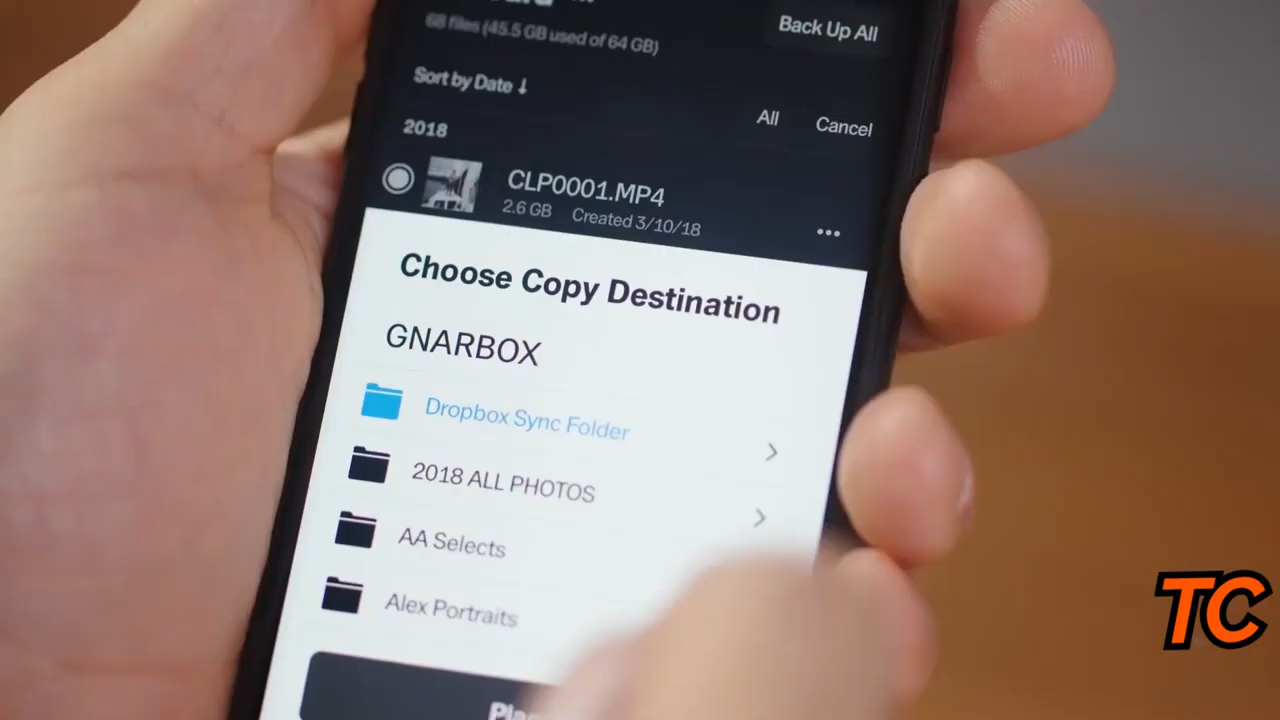 68 files (45.5 GB used of 64 GB)
Back Up All
Sort by Date ↓
All
Cancel
2018
CLP0001.MP4
2.6 GB Created 3/10/18
Choose Copy Destination
GNARBOX
Dropbox Sync Folder
2018 ALL PHOTOS
AA Selects
Alex Portraits
TC